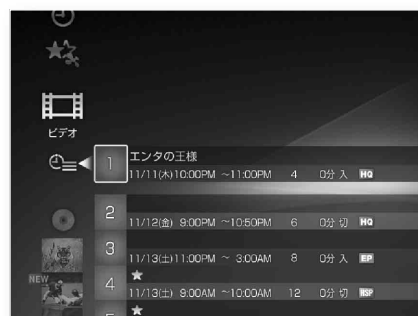 ビデオ
1
エンタの王様
11/11(木)10:00PM ～11:00PM 4 0分 入 HQ
2
11/12(金) 9:00PM ～10:50PM 6 0分 切 HQ
3
11/13(土)11:00PM ～ 3:00AM 8 0分 入 EP
NEW
4
★
11/13(土) 9:00AM ～10:00AM 12 0分 切 HSP
★